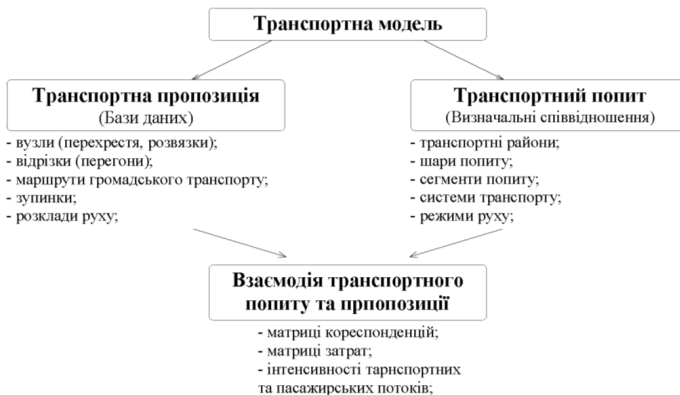 Транспортна модель
Транспортна пропозиція
(Бази даних)
- вузли (перехрестя, розвязки);
- відрізки (перегони);
- маршрути громадського транспорту;
- зупинки;
- розклади руху;
Транспортний попит
(Визначальні співвідношення)
- транспортні райони;
- шари попиту;
- сегменти попиту;
- системи транспорту;
- режими руху;
Взаємодія транспортного
попиту та прпопозиції
- матриці кореспонденцій;
- матриці затрат;
- інтенсивності тарнспортних
та пасажирських потоків;